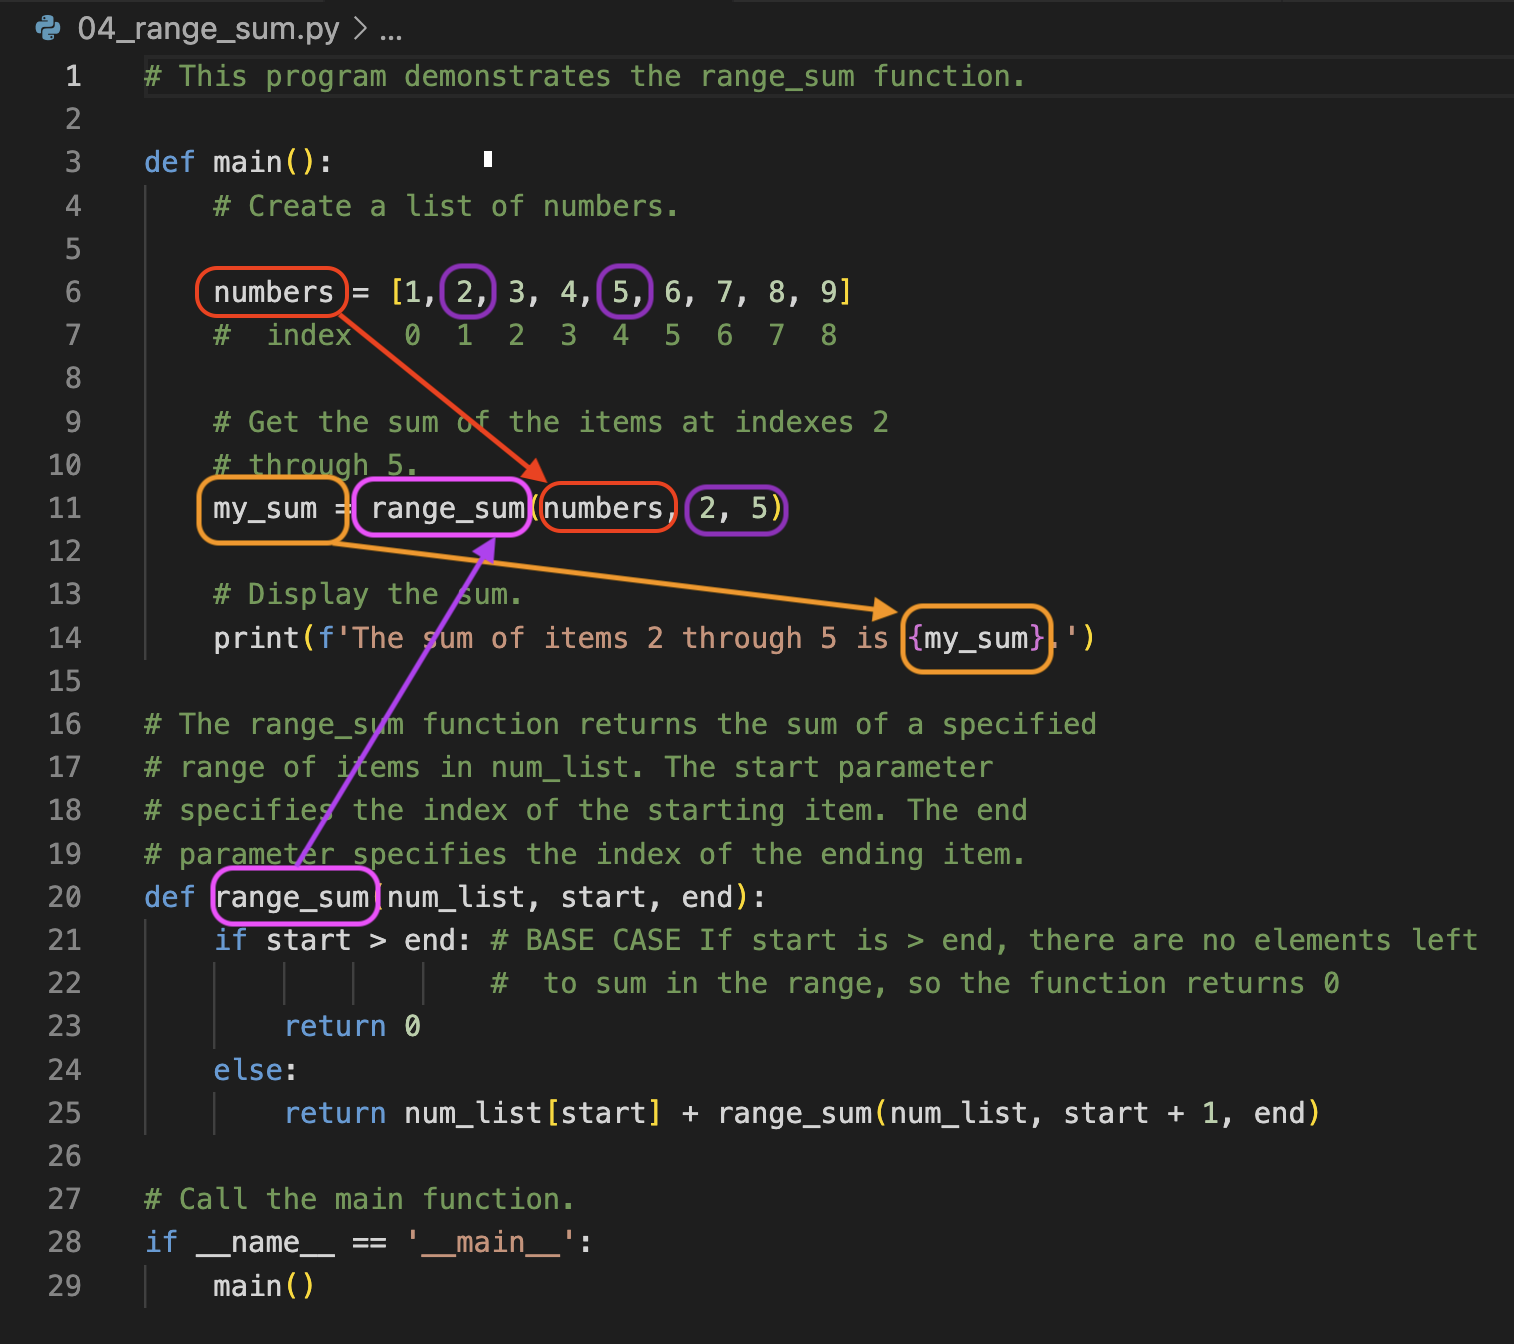 04_range_sum.py > ...
1 # This program demonstrates the range_sum function.
2
3 def main():
4     # Create a list of numbers.
5
6     numbers = [1, 2, 3, 4, 5, 6, 7, 8, 9]
7     #  index   0  1  2  3  4  5  6  7  8
8
9     # Get the sum of the items at indexes 2
10     # through 5.
11     my_sum = range_sum(numbers, 2, 5)
12
13     # Display the sum.
14     print(f'The sum of items 2 through 5 is {my_sum}.')
15
16 # The range_sum function returns the sum of a specified
17 # range of items in num_list. The start parameter
18 # specifies the index of the starting item. The end
19 # parameter specifies the index of the ending item.
20 def range_sum(num_list, start, end):
21     if start > end: # BASE CASE If start is > end, there are no elements left
22                     #  to sum in the range, so the function returns 0
23         return 0
24     else:
25         return num_list[start] + range_sum(num_list, start + 1, end)
26
27 # Call the main function.
28 if __name__ == '__main__':
29     main()